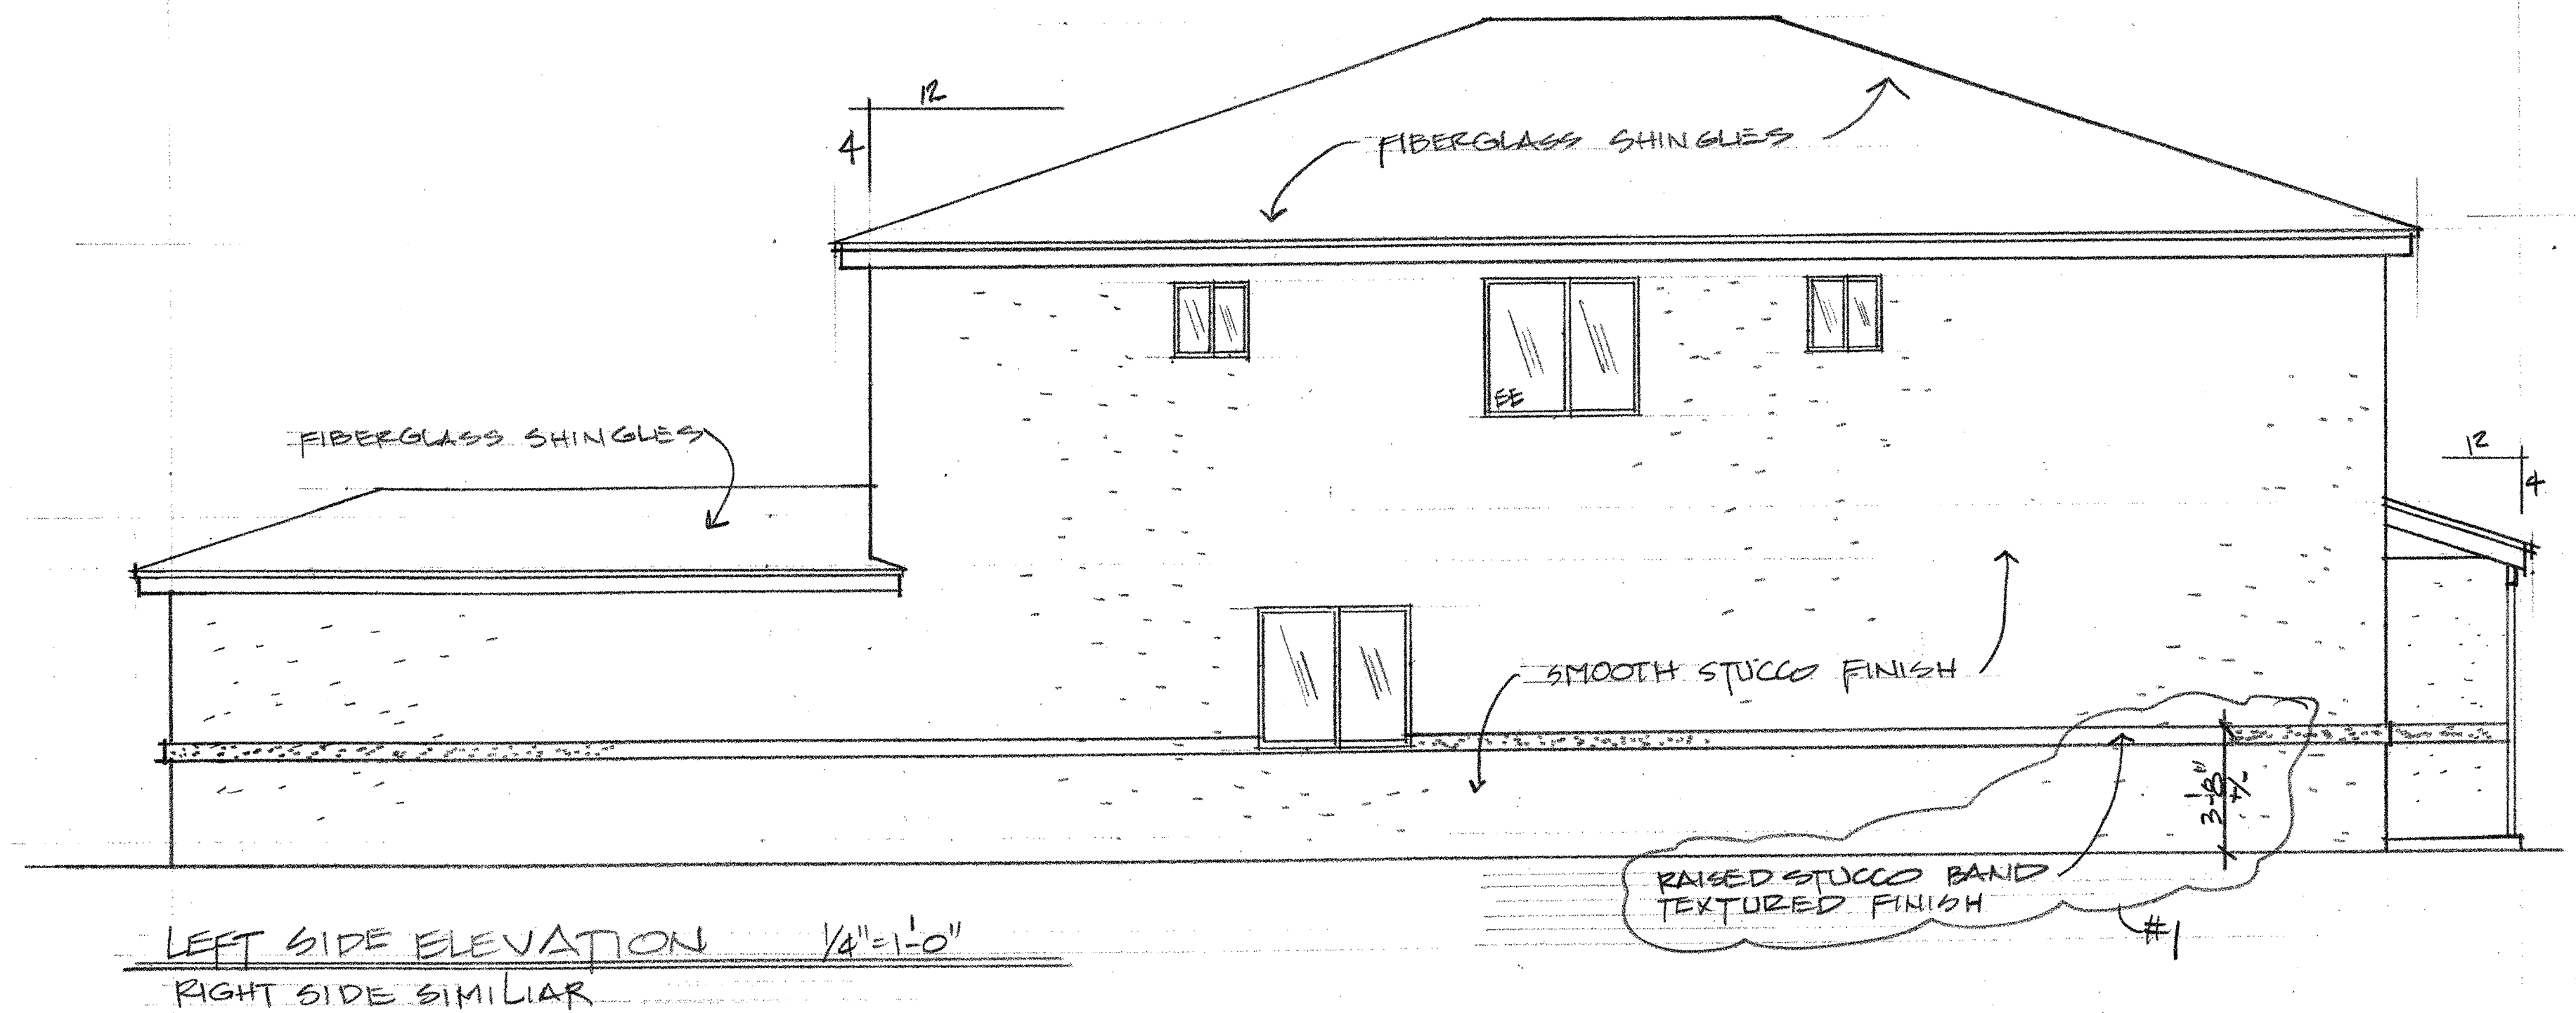 12
4
FIBERGLASS SHINGLES
FIBERGLASS SHINGLES
EE
12
4
SMOOTH STUCCO FINISH
3'-8"
+/-
RAISED STUCCO BAND
TEXTURED FINISH
#1
LEFT SIDE ELEVATION 1/4"=1'-0"
RIGHT SIDE SIMILIAR